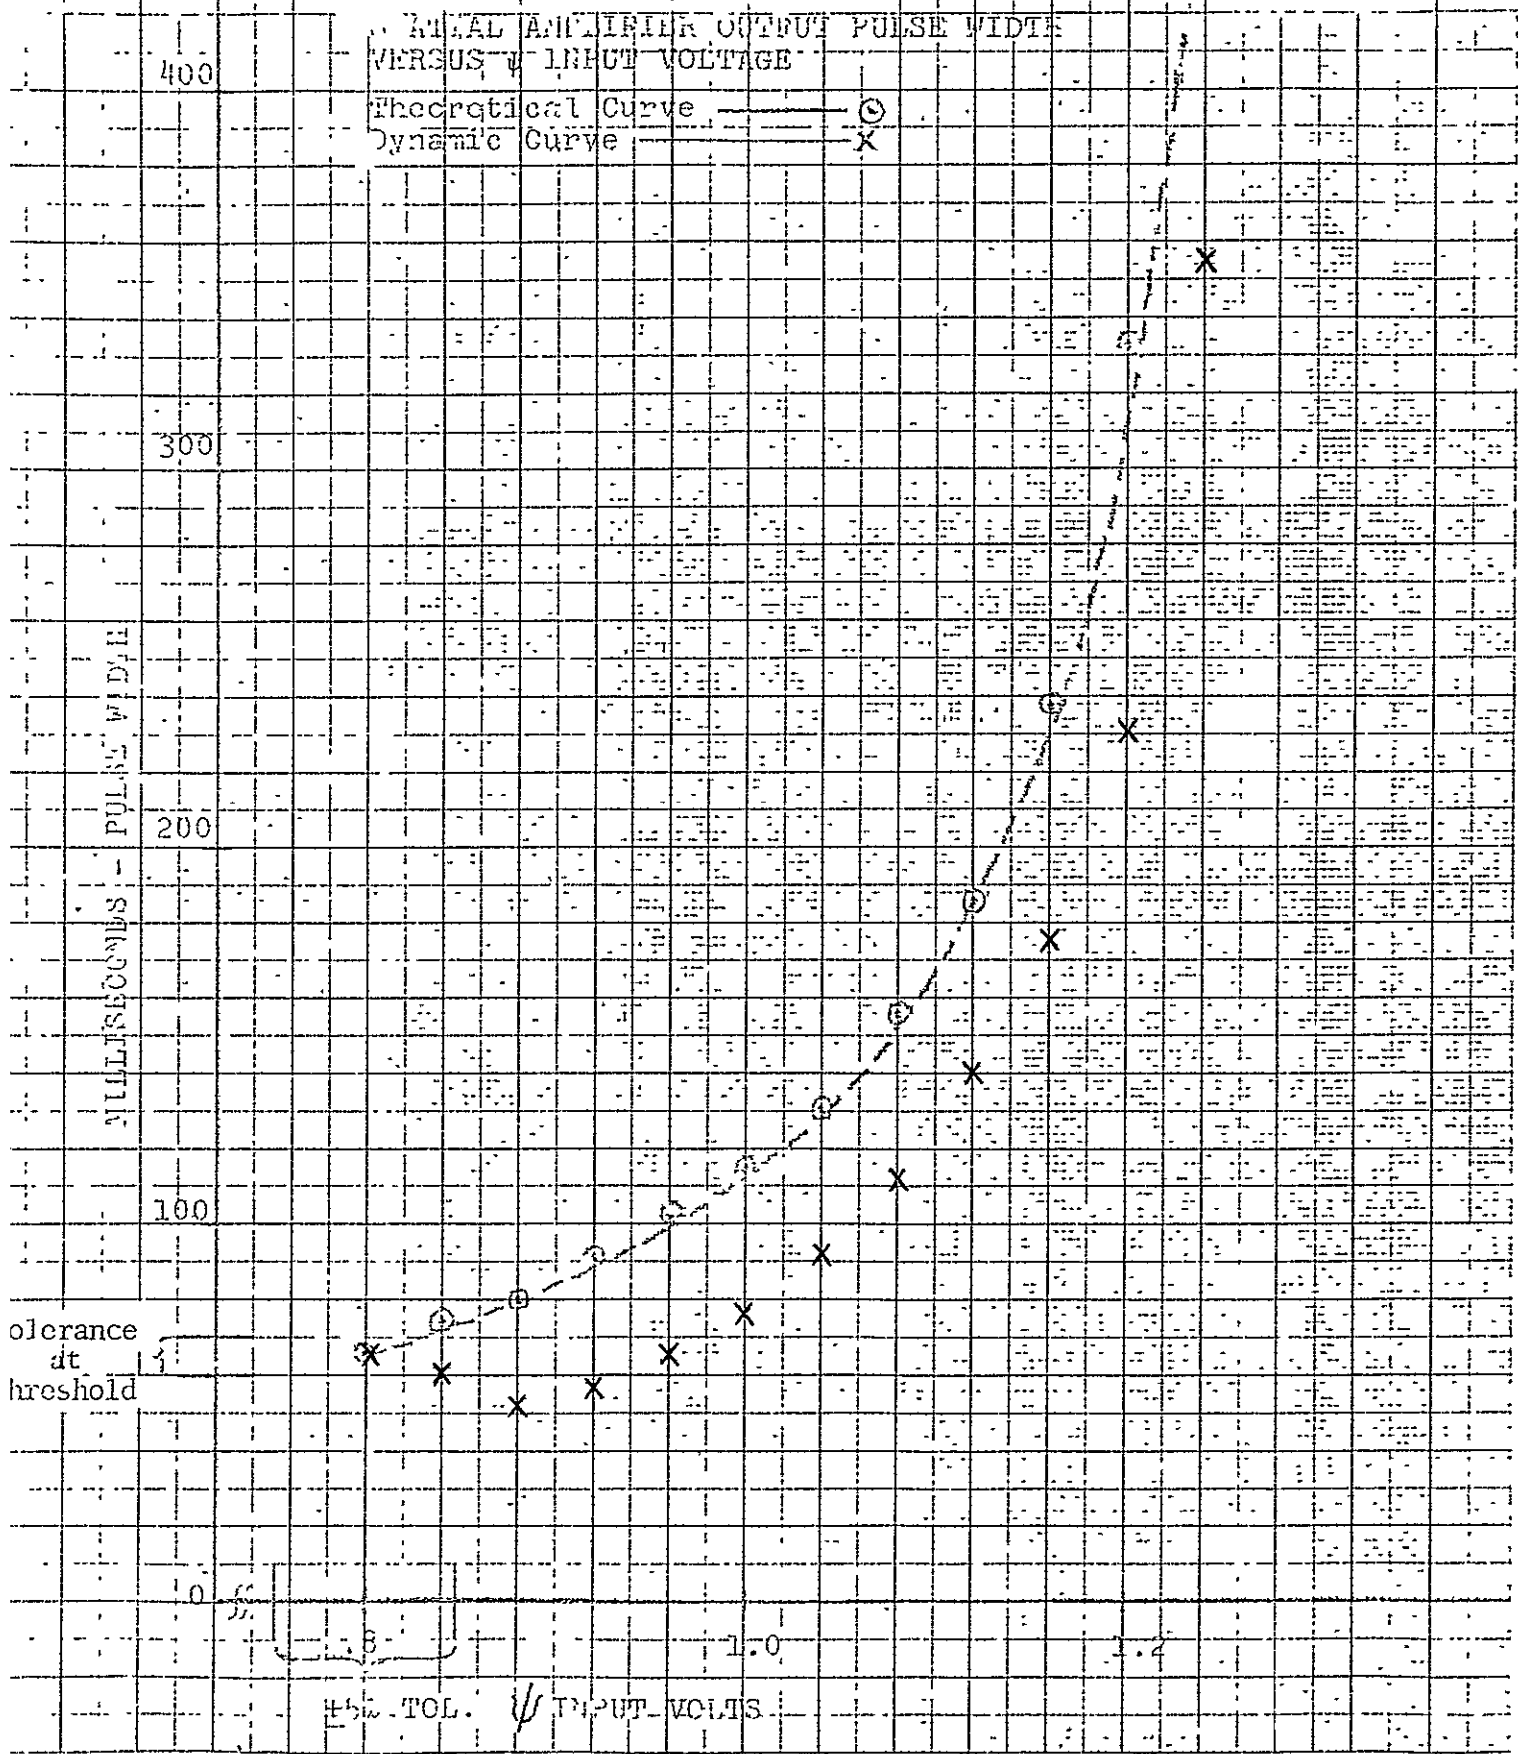 AMPLIFIER OUTPUT PULSE WIDTH
VERSUS ψ INPUT VOLTAGE
Theoretical Curve
Dynamic Curve
400
300
200
100
0
MILLISECONDS - PULSE WIDTH
olerance
at
hreshold
.8
1.0
1.2
±5% TOL. ψ INPUT VOLTS